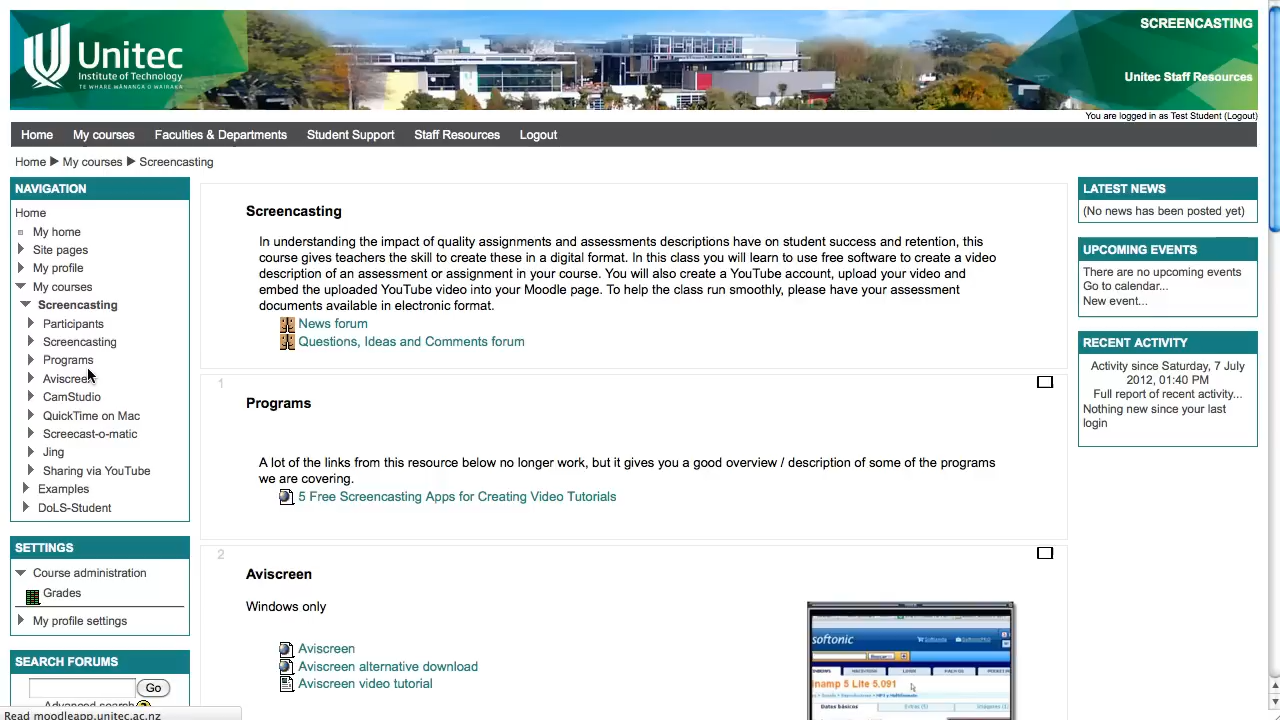 SCREENCASTING
Unitec
Institute of Technology
TE WHARE WĀNANGA O WAIRAKA
Unitec Staff Resources
You are logged in as Test Student (Logout)
Home My courses Faculties & Departments Student Support Staff Resources Logout
Home ▶ My courses ▶ Screencasting
NAVIGATION
Home
My home
Site pages
My profile
My courses
Screencasting
Participants
Screencasting
Programs
Aviscreen
CamStudio
QuickTime on Mac
Screecast-o-matic
Jing
Sharing via YouTube
Examples
DoLS-Student
SETTINGS
Course administration
Grades
My profile settings
SEARCH FORUMS
Go
Advanced search
Read moodleapp.unitec.ac.nz
Screencasting
In understanding the impact of quality assignments and assessments descriptions have on student success and retention, this
course gives teachers the skill to create these in a digital format. In this class you will learn to use free software to create a video
description of an assessment or assignment in your course. You will also create a YouTube account, upload your video and
embed the uploaded YouTube video into your Moodle page. To help the class run smoothly, please have your assessment
documents available in electronic format.
News forum
Questions, Ideas and Comments forum
1
Programs
A lot of the links from this resource below no longer work, but it gives you a good overview / description of some of the programs
we are covering.
5 Free Screencasting Apps for Creating Video Tutorials
2
Aviscreen
Windows only
Aviscreen
Aviscreen alternative download
Aviscreen video tutorial
softonic
Buscar
inamp 5 Lite 5.091
Datos básicos
LATEST NEWS
(No news has been posted yet)
UPCOMING EVENTS
There are no upcoming events
Go to calendar...
New event...
RECENT ACTIVITY
Activity since Saturday, 7 July
2012, 01:40 PM
Full report of recent activity...
Nothing new since your last
login